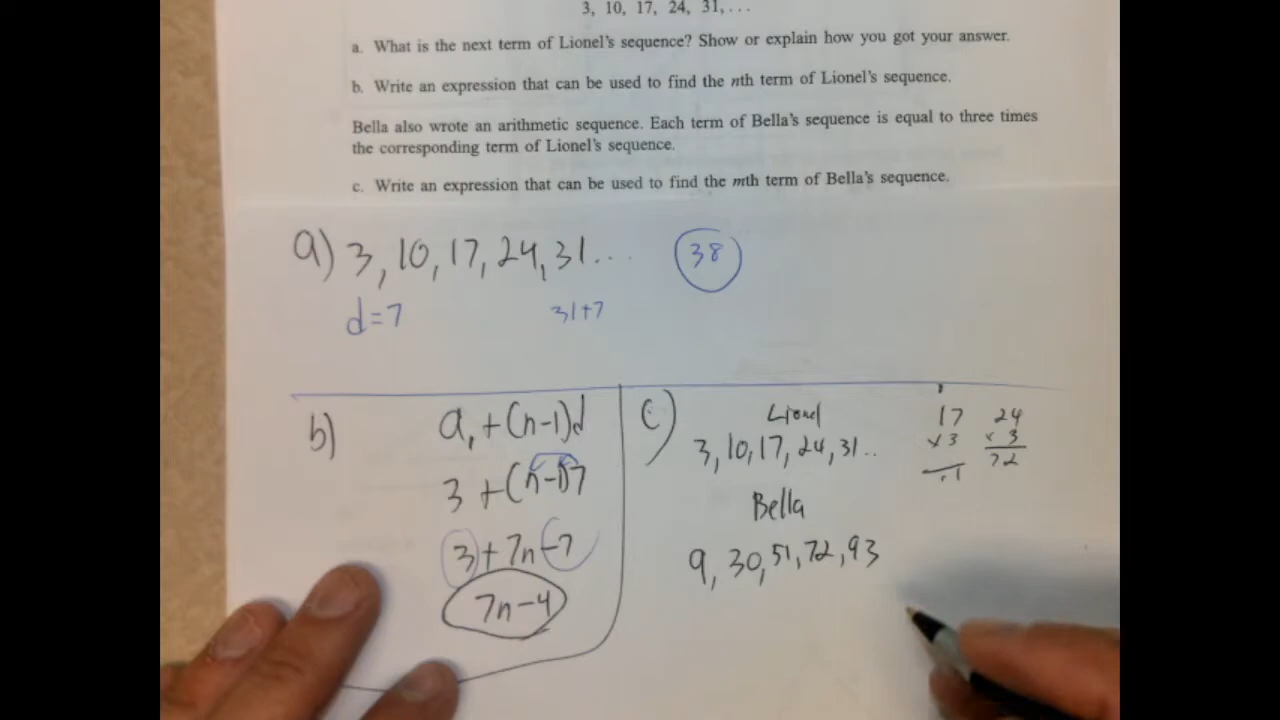 3, 10, 17, 24, 31, . . .
a. What is the next term of Lionel's sequence? Show or explain how you got your answer.
b. Write an expression that can be used to find the nth term of Lionel's sequence.
Bella also wrote an arithmetic sequence. Each term of Bella's sequence is equal to three times
the corresponding term of Lionel's sequence.
c. Write an expression that can be used to find the mth term of Bella's sequence.
a) 3, 10, 17, 24, 31 ... 38
d=7 31+7
b) a₁+(n-1)d
3+(n-1)7
3+7n-7
7n-4
c) Lionel
3, 10, 17, 24, 31 ..
Bella
9, 30, 51, 72, 93
17
x 3
24
x 3
72